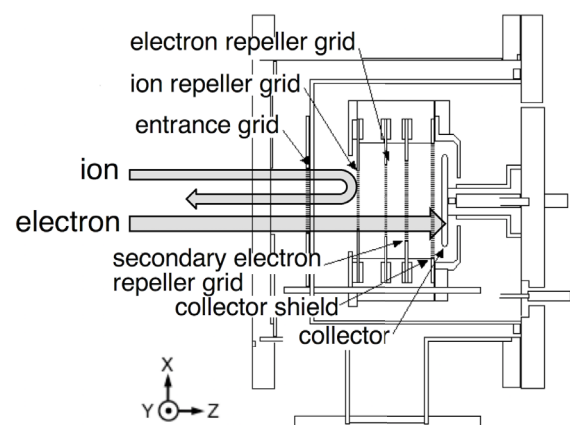 electron repeller grid
ion repeller grid
entrance grid
ion
electron
secondary electron
repeller grid
collector shield
collector
X
Y
Z